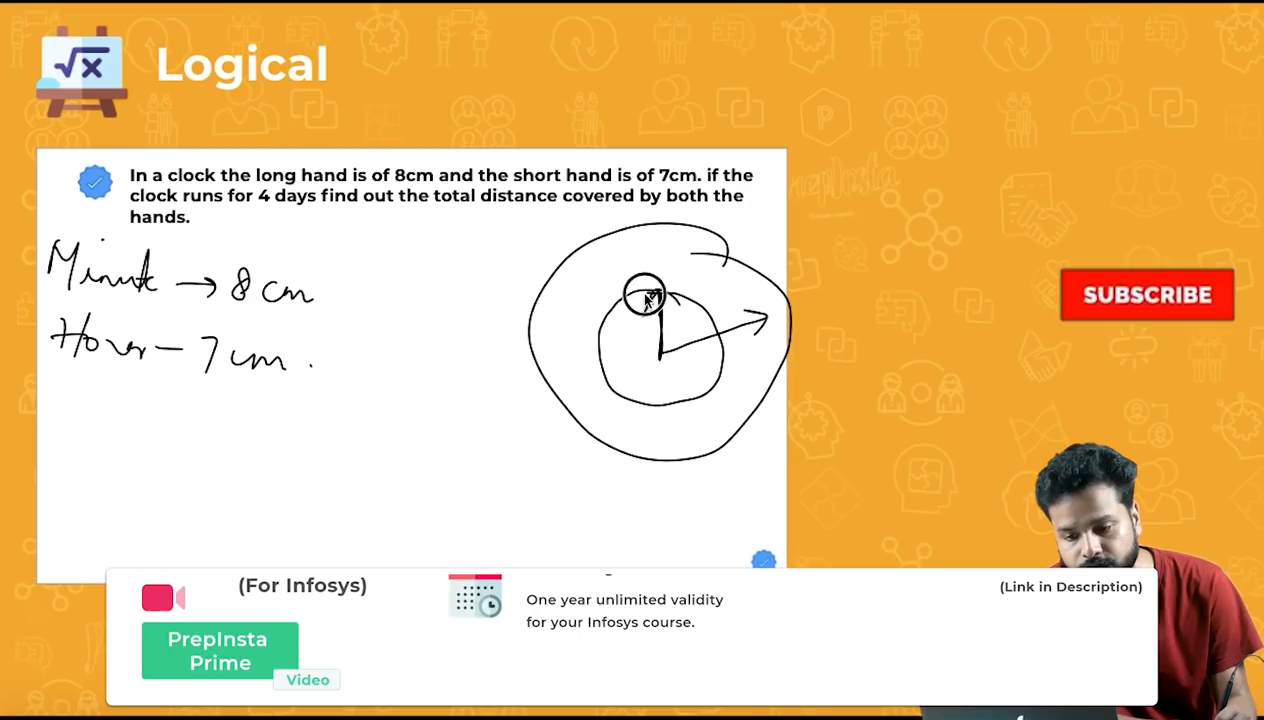 Logical
In a clock the long hand is of 8cm and the short hand is of 7cm. if the
clock runs for 4 days find out the total distance covered by both the
hands.
Minute → 8 cm
Hour – 7 cm .
SUBSCRIBE
(For Infosys)
PrepInsta
Prime
Video
One year unlimited validity
for your Infosys course.
(Link in Description)